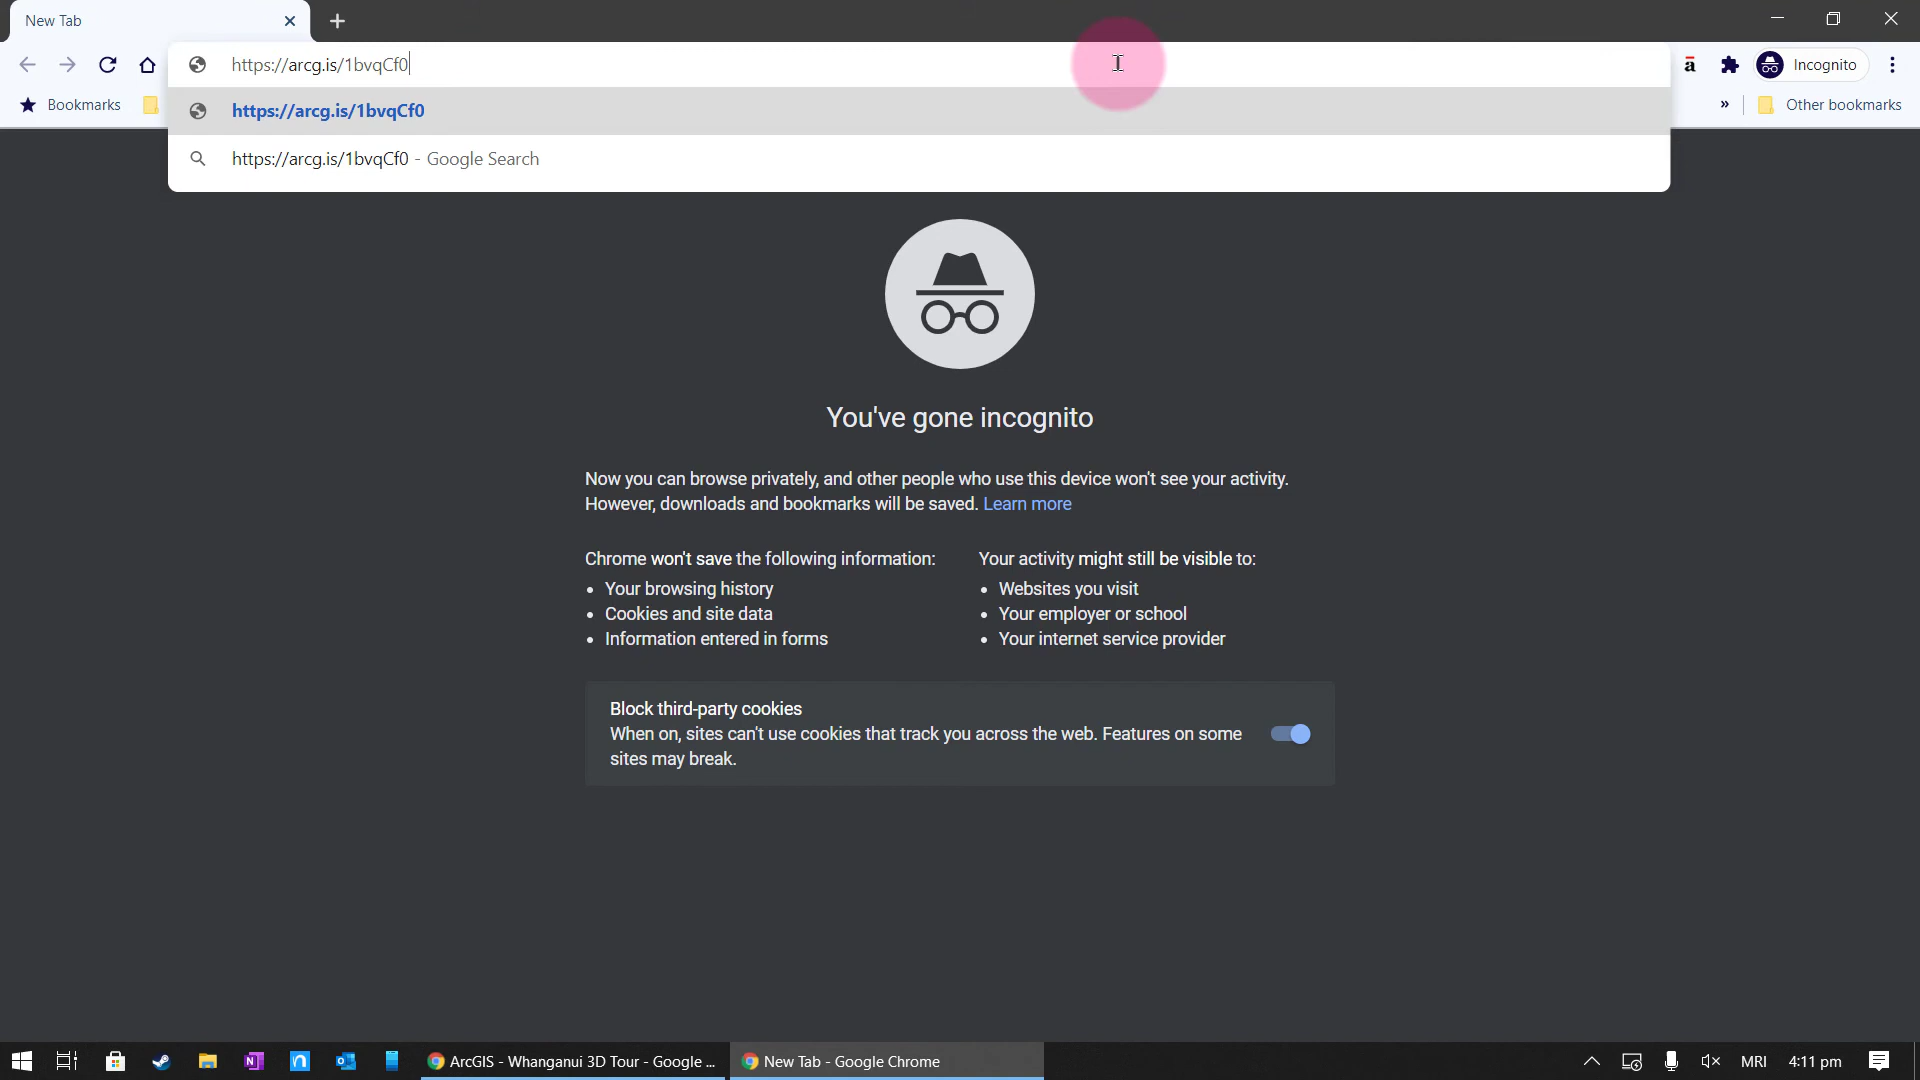 New Tab
https://arcg.is/1bvqCf0
Incognito
Bookmarks
Other bookmarks
https://arcg.is/1bvqCf0
https://arcg.is/1bvqCf0 - Google Search
You've gone incognito
Now you can browse privately, and other people who use this device won't see your activity.
However, downloads and bookmarks will be saved. Learn more
Chrome won't save the following information:
• Your browsing history
• Cookies and site data
• Information entered in forms
Your activity might still be visible to:
• Websites you visit
• Your employer or school
• Your internet service provider
Block third-party cookies
When on, sites can't use cookies that track you across the web. Features on some
sites may break.
ArcGIS - Whanganui 3D Tour - Google ...
New Tab - Google Chrome
MRI
4:11 pm